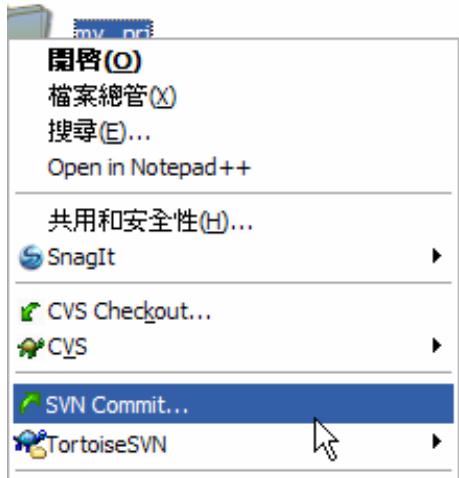 my_prj
開啓(O)
檔案總管(X)
搜尋(E)...
Open in Notepad++
共用和安全性(H)...
SnagIt
CVS Checkout...
CVS
SVN Commit...
TortoiseSVN